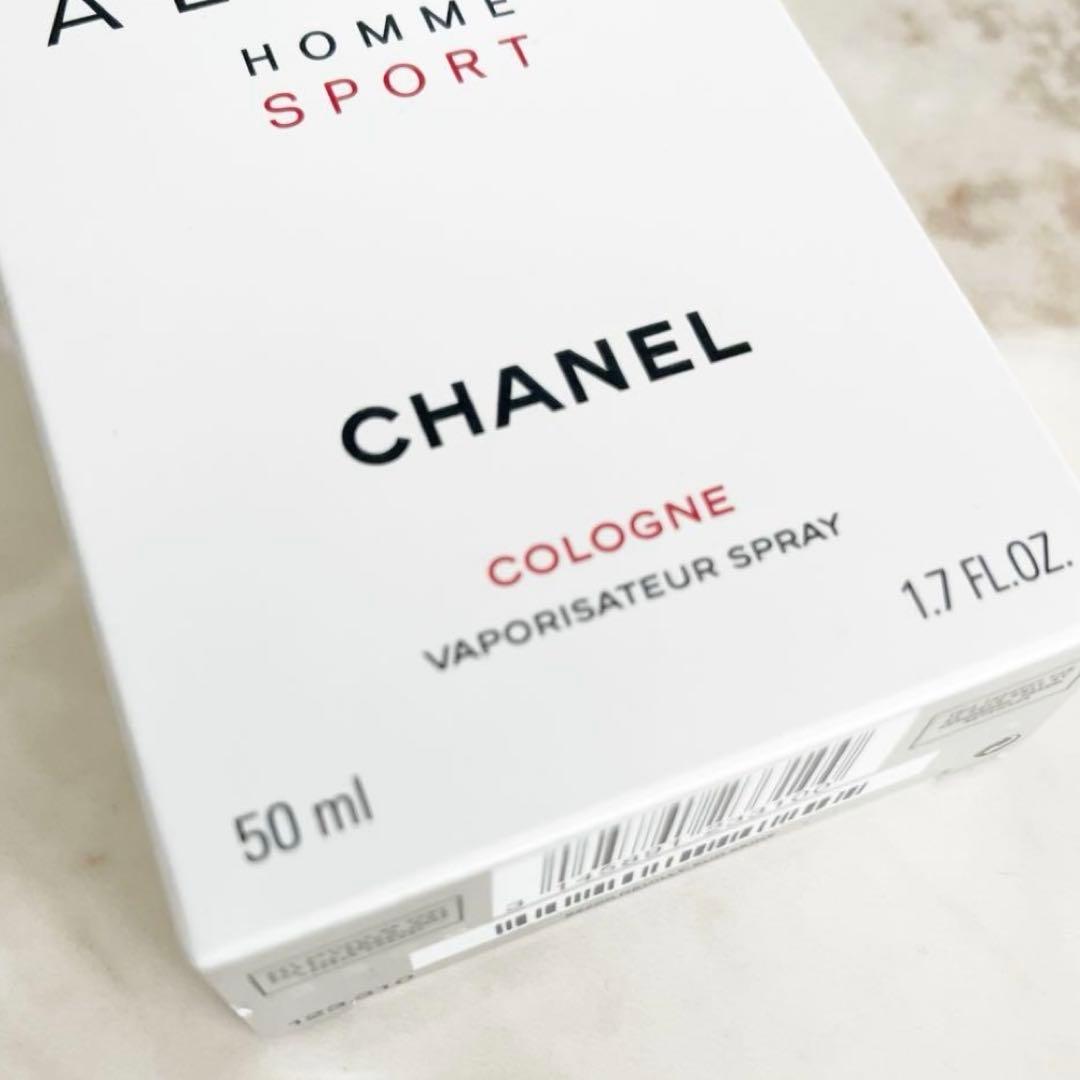 HOMME
SPORT
CHANEL
COLOGNE
VAPORISATEUR SPRAY
1.7 FL.OZ.
50 ml